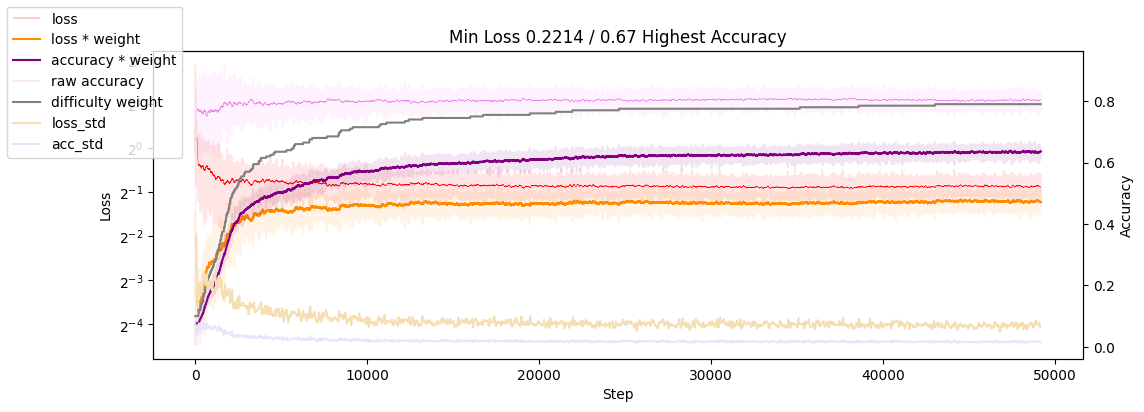 Min Loss 0.2214 / 0.67 Highest Accuracy
loss
loss * weight
accuracy * weight
raw accuracy
difficulty weight
loss_std
acc_std
2^0
2^-1
2^-2
2^-3
2^-4
Loss
0.8
0.6
0.4
0.2
0.0
Accuracy
0 10000 20000 30000 40000 50000
Step